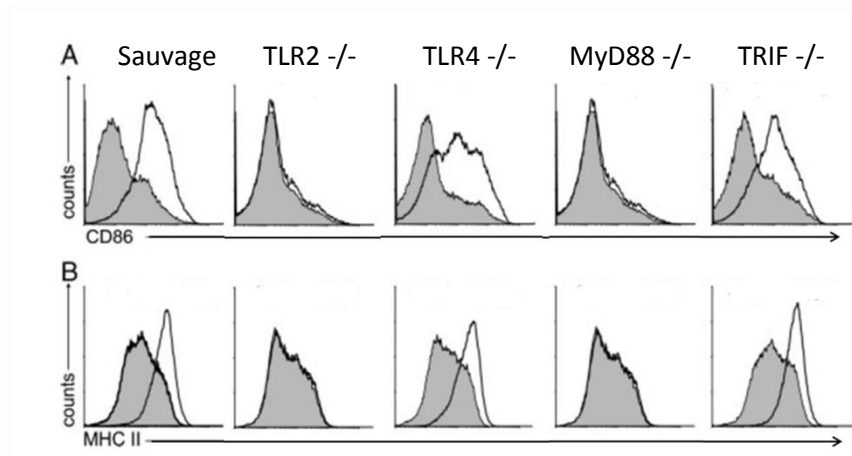 A Sauvage TLR2 -/- TLR4 -/- MyD88 -/- TRIF -/-
counts
CD86
B
counts
MHC II